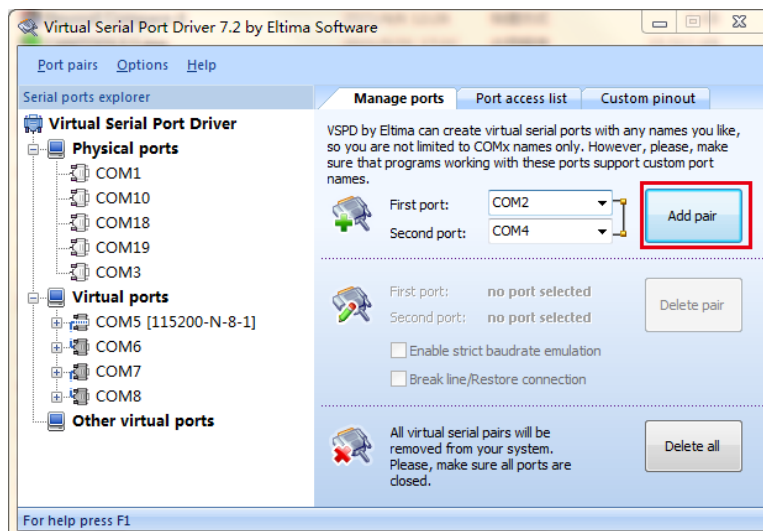 Virtual Serial Port Driver 7.2 by Eltima Software
Port pairs Options Help
Serial ports explorer
Virtual Serial Port Driver
Physical ports
COM1
COM10
COM18
COM19
COM3
Virtual ports
COM5 [115200-N-8-1]
COM6
COM7
COM8
Other virtual ports
Manage ports Port access list Custom pinout
VSPD by Eltima can create virtual serial ports with any names you like,
so you are not limited to COMx names only. However, please, make
sure that programs working with these ports support custom port
names.
First port: COM2
Second port: COM4
Add pair
First port: no port selected
Second port: no port selected
Delete pair
Enable strict baudrate emulation
Break line/Restore connection
All virtual serial pairs will be
removed from your system.
Please, make sure all ports are
closed.
Delete all
For help press F1